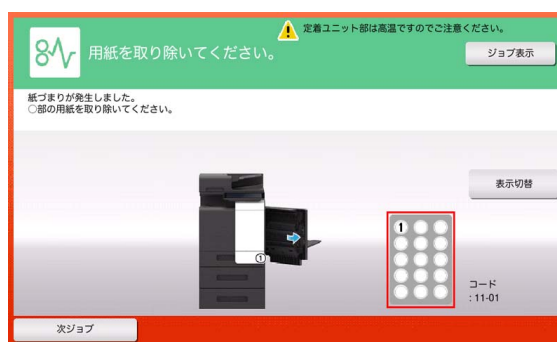 定着ユニット部は高温ですのでご注意ください。
用紙を取り除いてください。
ジョブ表示
紙づまりが発生しました。
○部の用紙を取り除いてください。
表示切替
1
1
コード
: 11-01
次ジョブ